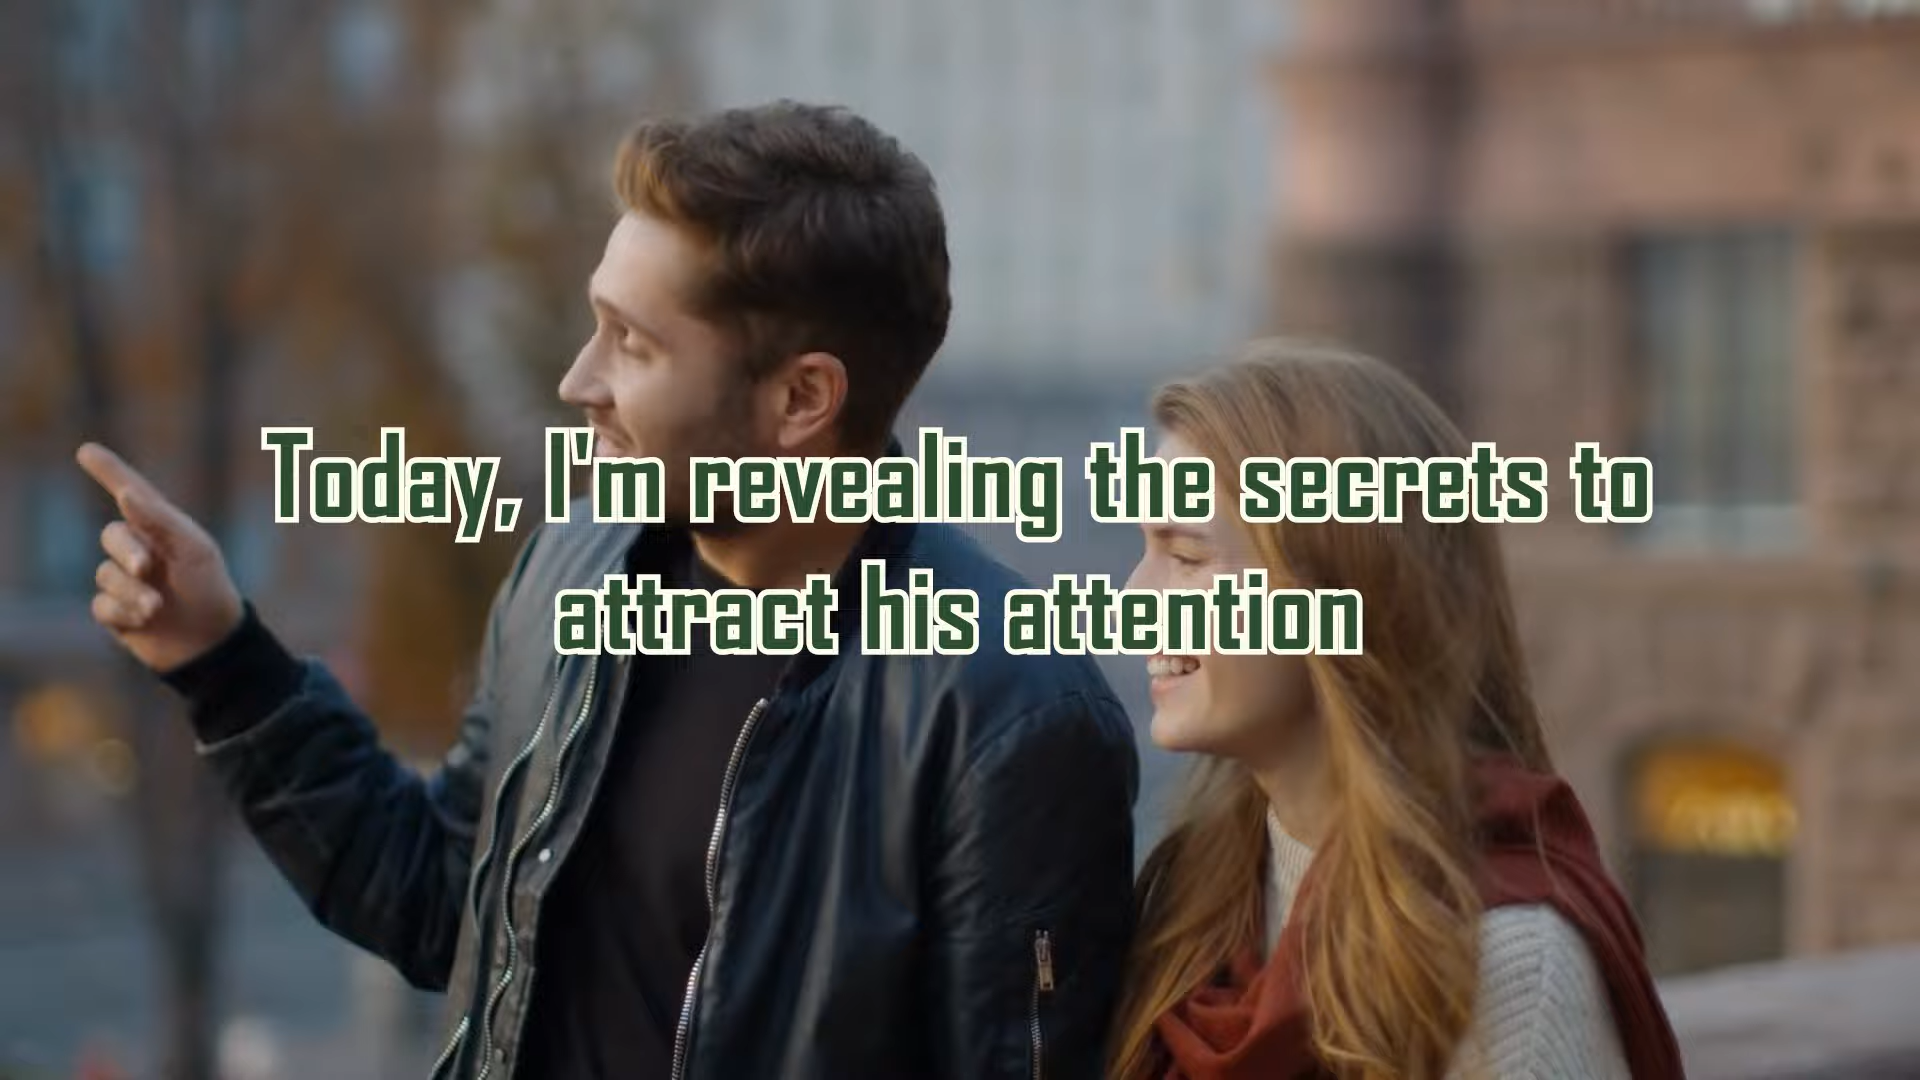 Today, I'm revealing the secrets to
attract his attention